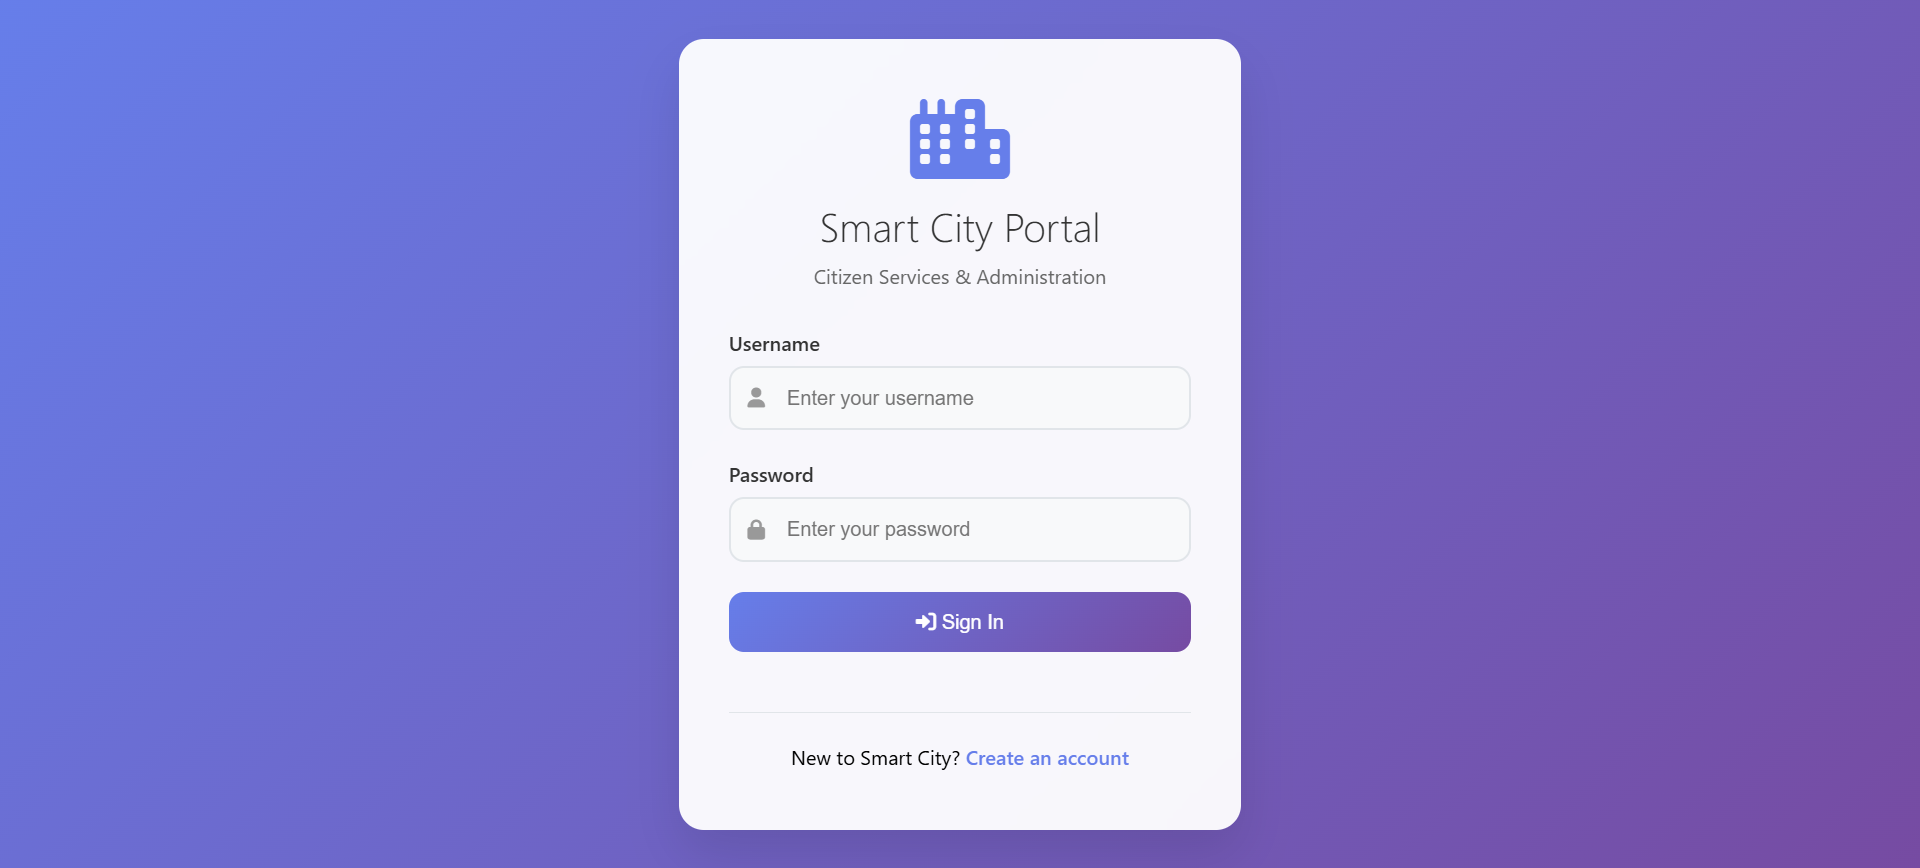 Smart City Portal
Citizen Services & Administration
Username
Enter your username
Password
Enter your password
Sign In
New to Smart City? Create an account